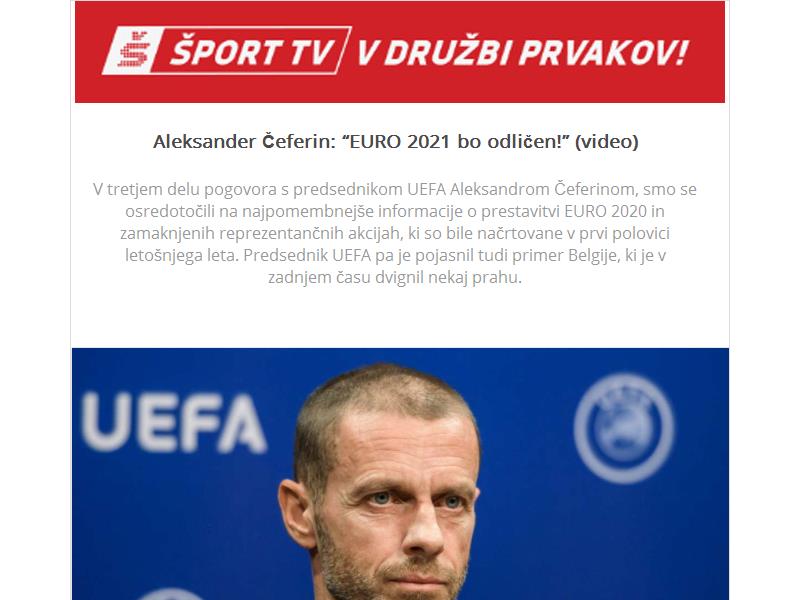 ŠPORT TV V DRUŽBI PRVAKOV!
Aleksander Čeferin: “EURO 2021 bo odličen!” (video)
V tretjem delu pogovora s predsednikom UEFA Aleksandrom Čeferinom, smo se
osredotočili na najpomembnejše informacije o prestavitvi EURO 2020 in
zamaknjenih reprezentančnih akcijah, ki so bile načrtovane v prvi polovici
letošnjega leta. Predsednik UEFA pa je pojasnil tudi primer Belgije, ki je v
zadnjem času dvignil nekaj prahu.
UEFA